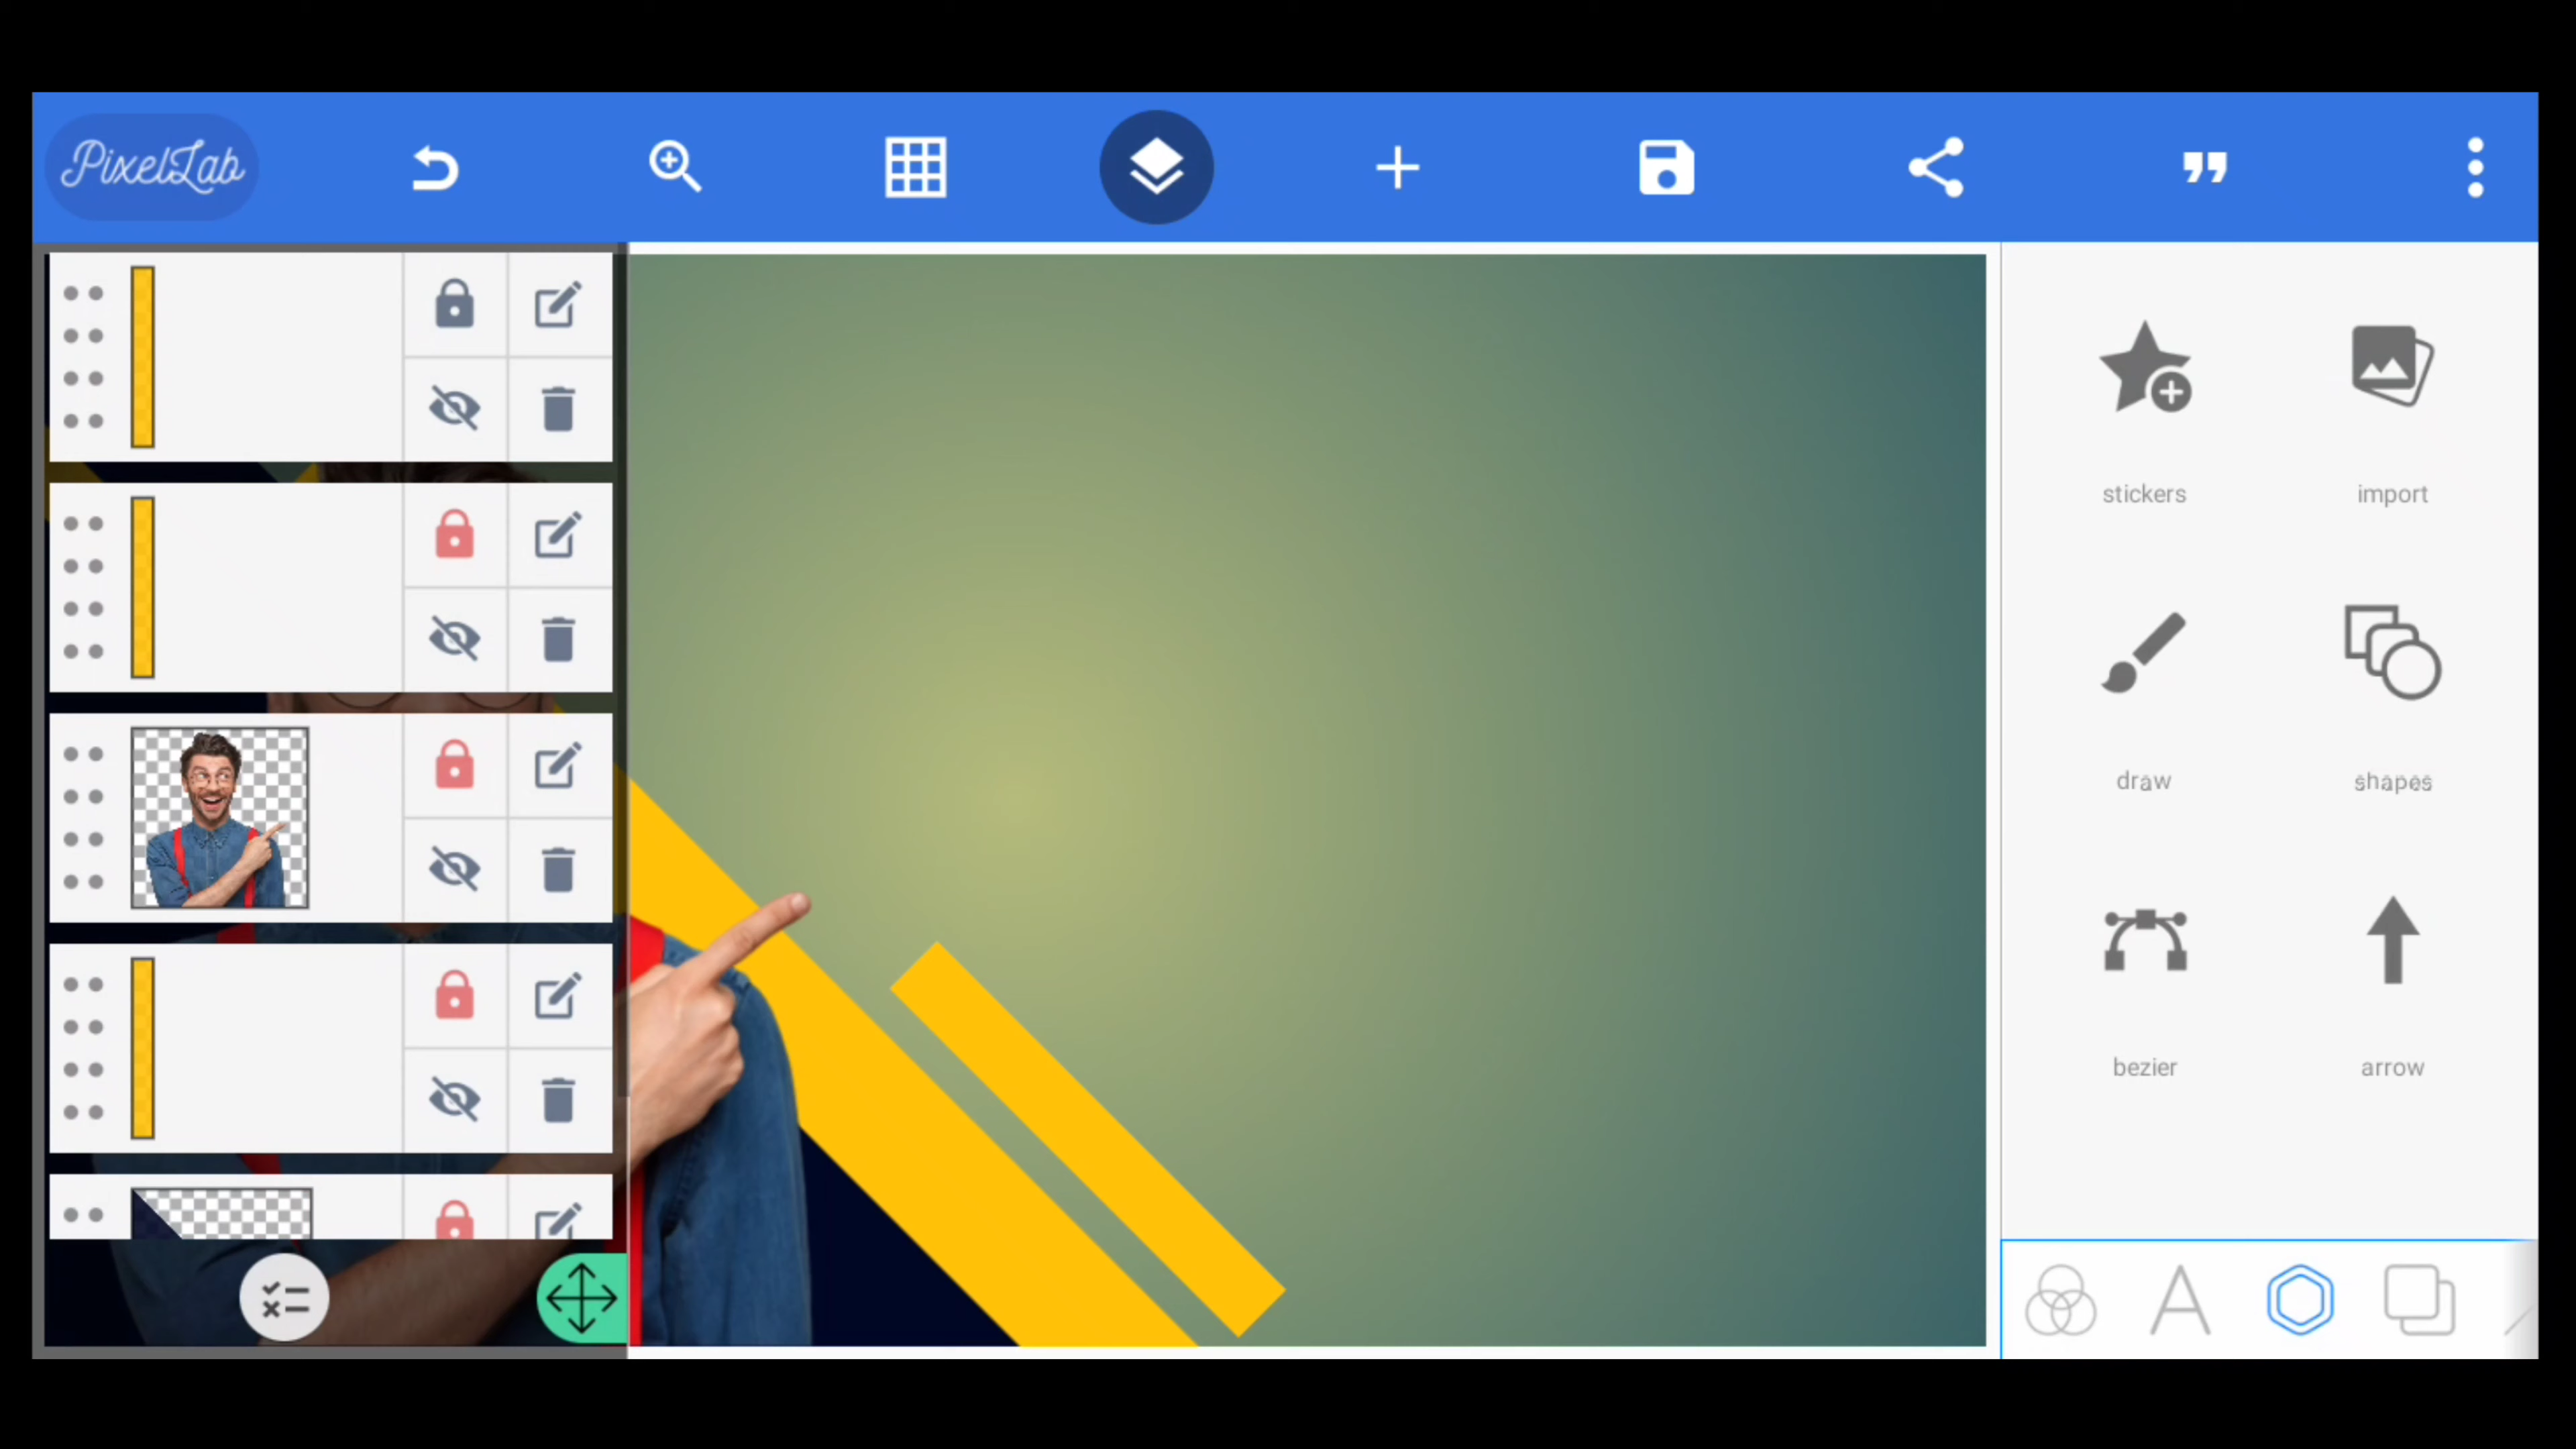 PixelLab
stickers
import
draw
shapes
bezier
arrow